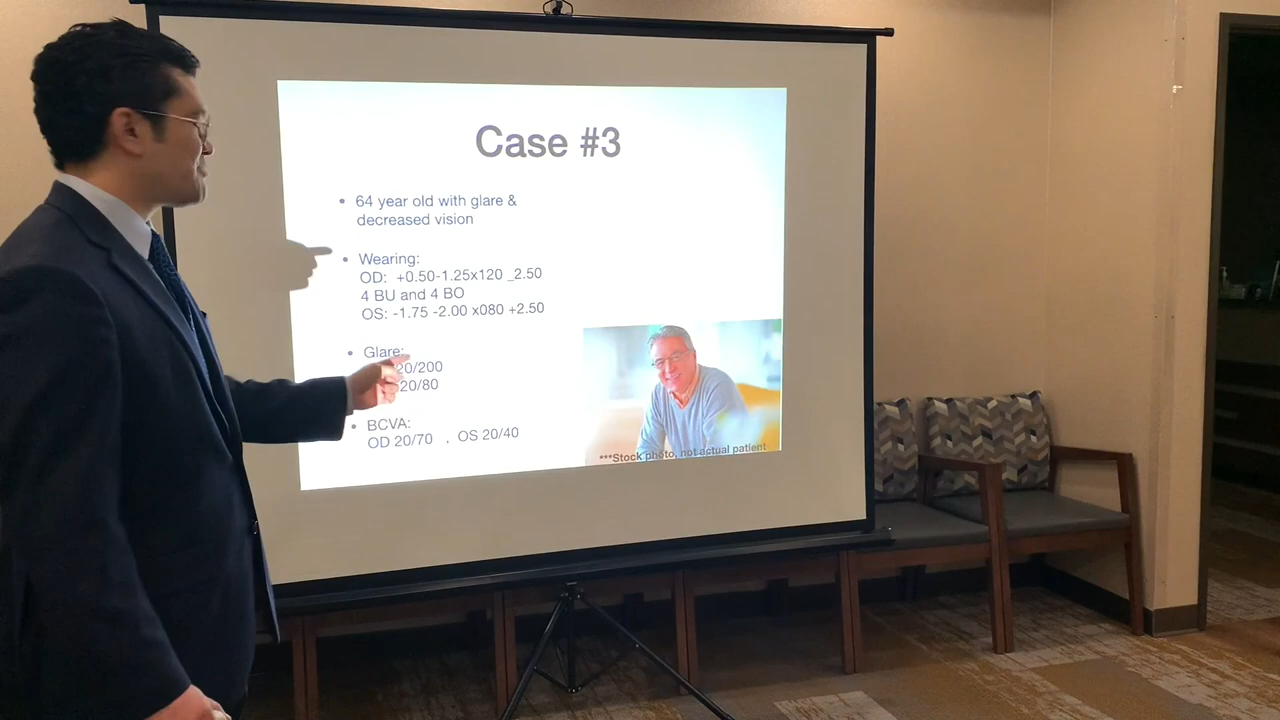 Case #3
• 64 year old with glare &
decreased vision
• Wearing:
OD: +0.50-1.25x120 _2.50
4 BU and 4 BO
OS: -1.75 -2.00 x080 +2.50
• Glare:
20/200
20/80
• BCVA:
OD 20/70 , OS 20/40
***Stock photo, not actual patient